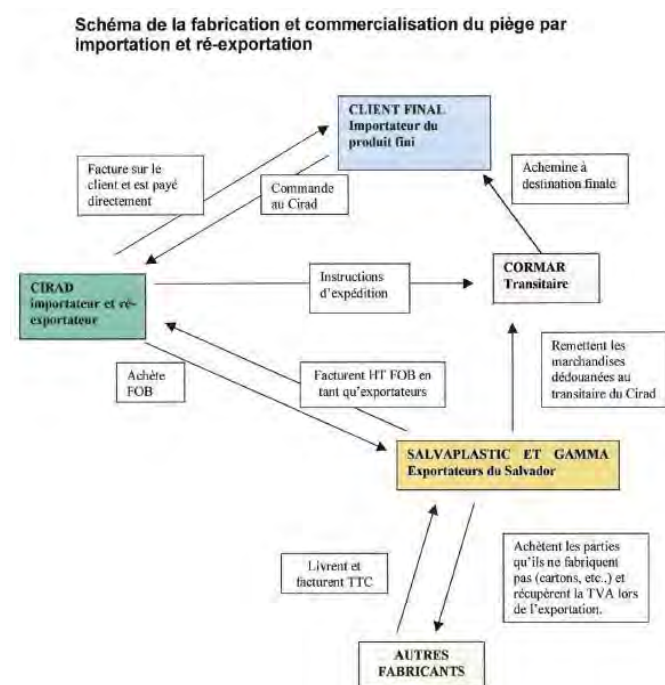 Schéma de la fabrication et commercialisation du piège par
importation et ré-exportation
CLIENT FINAL
Importateur du
produit fini
Facture sur le
client et est payé
directement
Commande
au Cirad
Achemine à
destination finale
CIRAD
importateur et ré-
exportateur
Instructions
d'expédition
CORMAR
Transitaire
Achète
FOB
Facturent HT FOB en
tant qu'exportateurs
Remettent les
marchandises
dédouanées au
transitaire du Cirad
SALVAPLASTIC ET GAMMA
Exportateurs du Salvador
Livrent et
facturent TTC
Achètent les parties
qu'ils ne fabriquent
pas (cartons, etc..) et
récupèrent la TVA lors
de l'exportation.
AUTRES
FABRICANTS